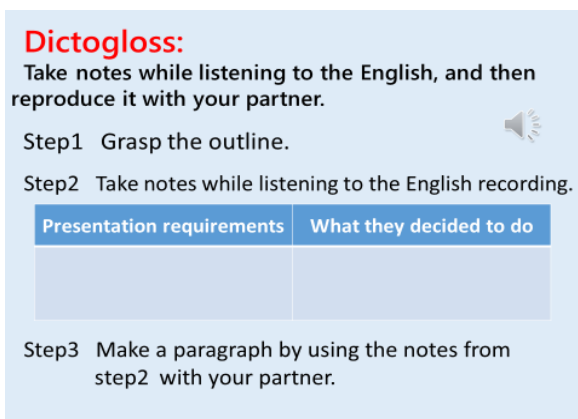 Dictogloss:
Take notes while listening to the English, and then
reproduce it with your partner.
Step1 Grasp the outline.
Step2 Take notes while listening to the English recording.
Presentation requirements What they decided to do
Step3 Make a paragraph by using the notes from
step2 with your partner.